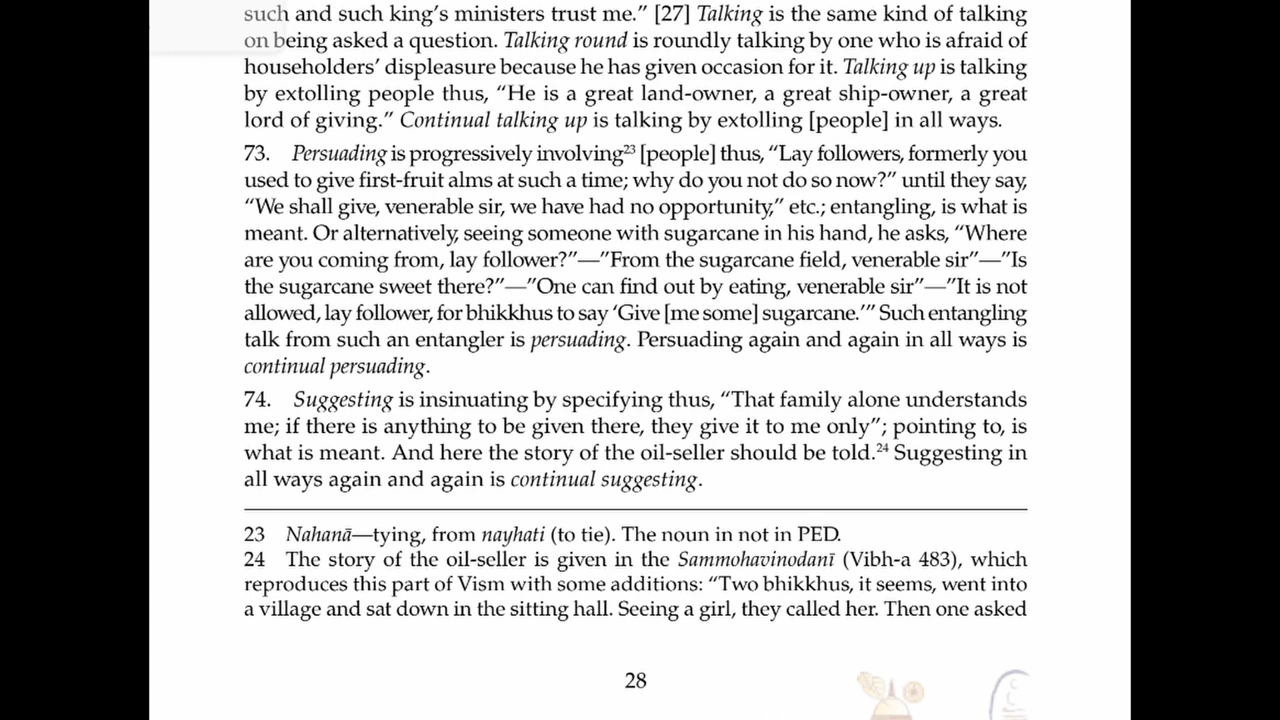 such and such king’s ministers trust me.” [27] Talking is the same kind of talking
on being asked a question. Talking round is roundly talking by one who is afraid of
householders’ displeasure because he has given occasion for it. Talking up is talking
by extolling people thus, “He is a great land-owner, a great ship-owner, a great
lord of giving.” Continual talking up is talking by extolling [people] in all ways.
73. Persuading is progressively involving23 [people] thus, “Lay followers, formerly you
used to give first-fruit alms at such a time; why do you not do so now?” until they say,
“We shall give, venerable sir, we have had no opportunity,” etc.; entangling, is what is
meant. Or alternatively, seeing someone with sugarcane in his hand, he asks, “Where
are you coming from, lay follower?”—”From the sugarcane field, venerable sir”—”Is
the sugarcane sweet there?”—”One can find out by eating, venerable sir”—”It is not
allowed, lay follower, for bhikkhus to say ‘Give [me some] sugarcane.’” Such entangling
talk from such an entangler is persuading. Persuading again and again in all ways is
continual persuading.
74. Suggesting is insinuating by specifying thus, “That family alone understands
me; if there is anything to be given there, they give it to me only”; pointing to, is
what is meant. And here the story of the oil-seller should be told.24 Suggesting in
all ways again and again is continual suggesting.
23 Nahanā—tying, from nayhati (to tie). The noun in not in PED.
24 The story of the oil-seller is given in the Sammohavinodanī (Vibh-a 483), which
reproduces this part of Vism with some additions: “Two bhikkhus, it seems, went into
a village and sat down in the sitting hall. Seeing a girl, they called her. Then one asked
28